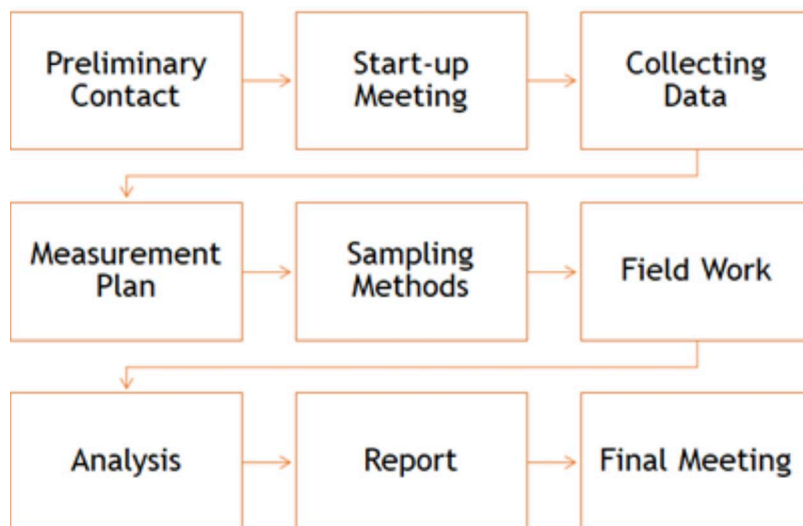 Preliminary
Contact
Start-up
Meeting
Collecting
Data
Measurement
Plan
Sampling
Methods
Field Work
Analysis
Report
Final Meeting